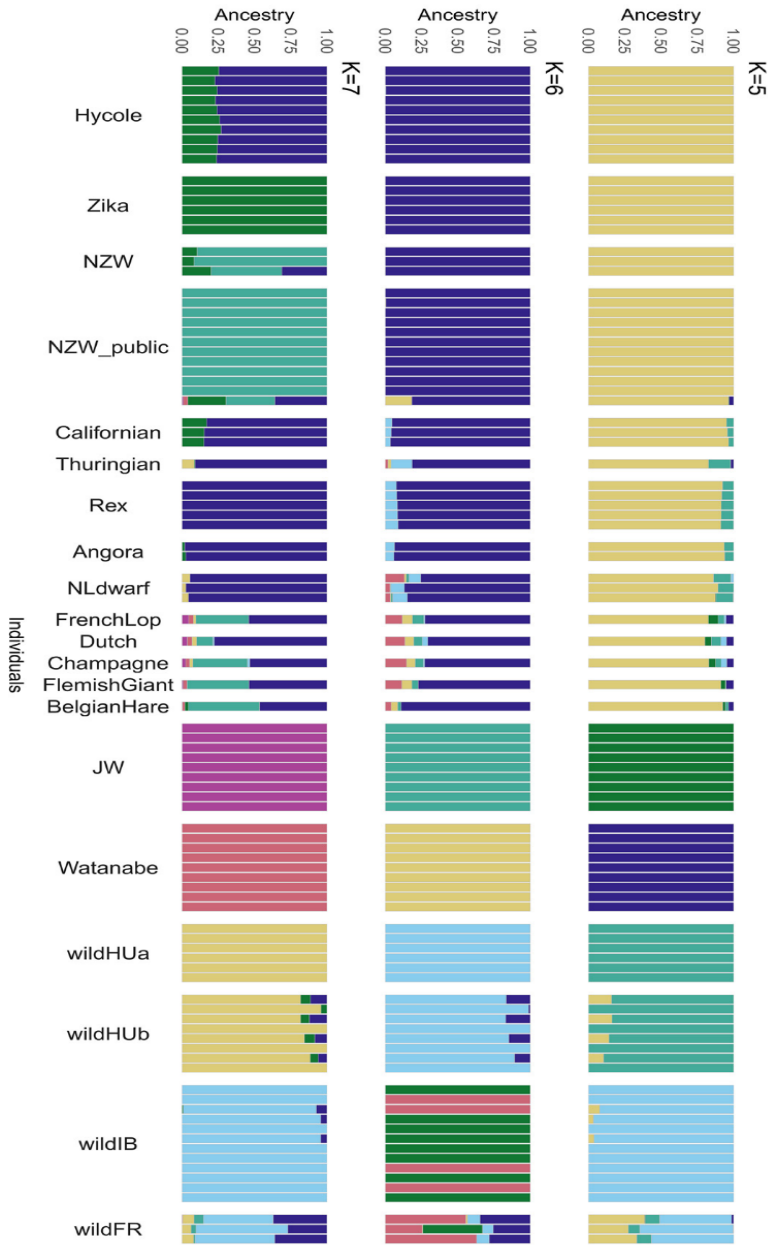 Ancestry
Ancestry
Ancestry
0.00
0.25
0.50
0.75
1.00
0.00
0.25
0.50
0.75
1.00
0.00
0.25
0.50
0.75
1.00
K=7
K=6
K=5
Hycole
Zika
NZW
NZW_public
Californian
Thuringian
Rex
Angora
NLdwarf
FrenchLop
Dutch
Champagne
FlemishGiant
BelgianHare
JW
Watanabe
wildHUa
wildHUb
wildIB
wildFR
Individuals